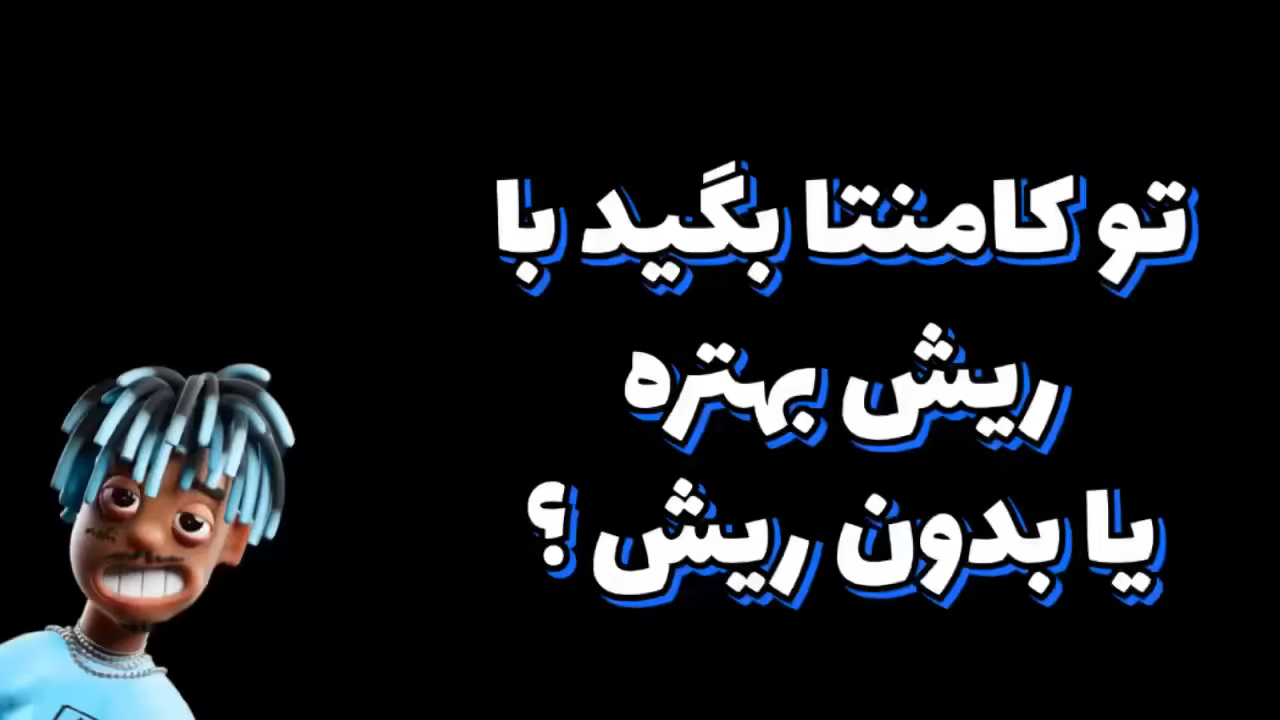 تو کامنتا بگید با
ریش بهتره
یا بدون ریش ؟